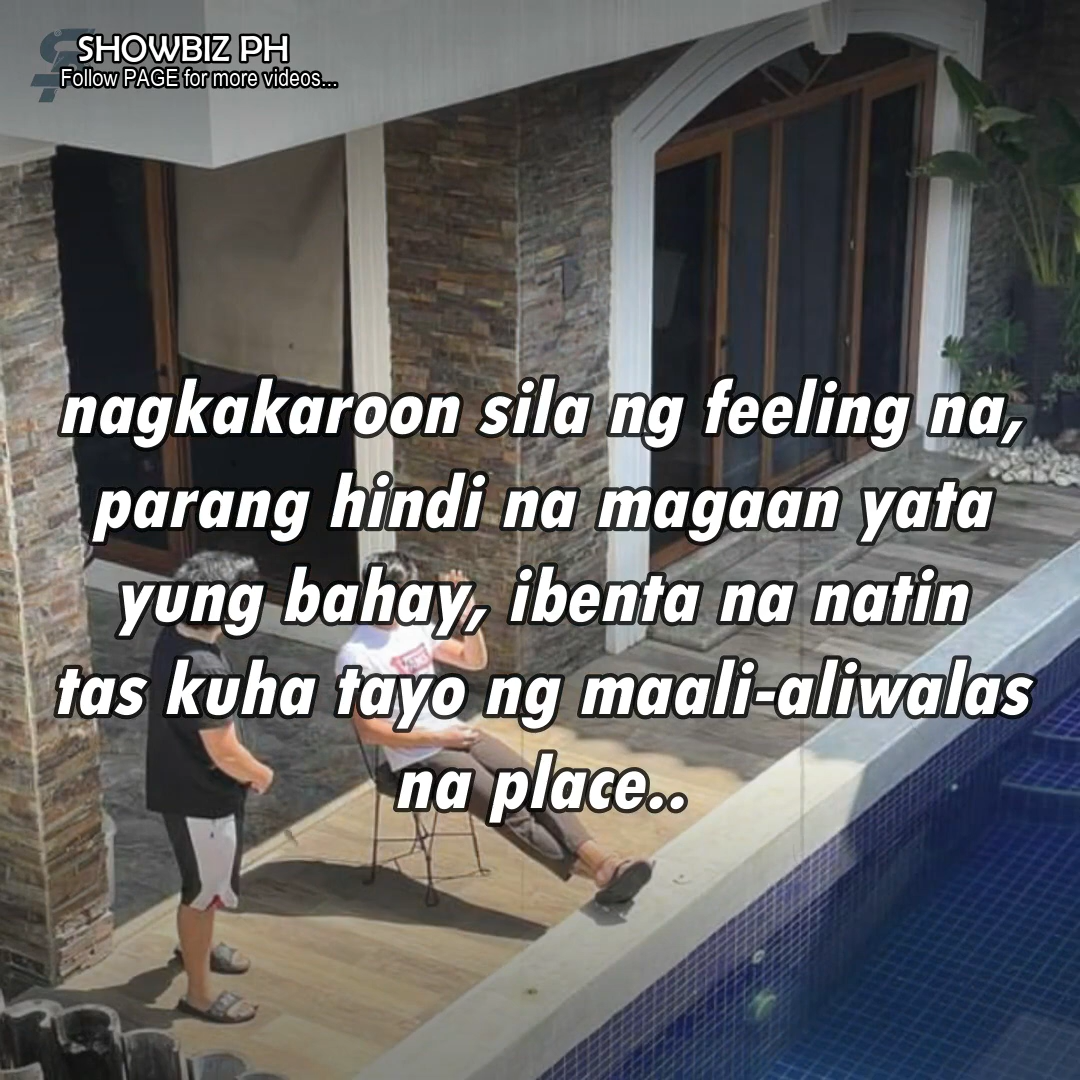 SHOWBIZ PH
Follow PAGE for more videos...
nagkakaroon sila ng feeling na,
parang hindi na magaan yata
yung bahay, ibenta na natin
tas kuha tayo ng maali-aliwalas
na place..